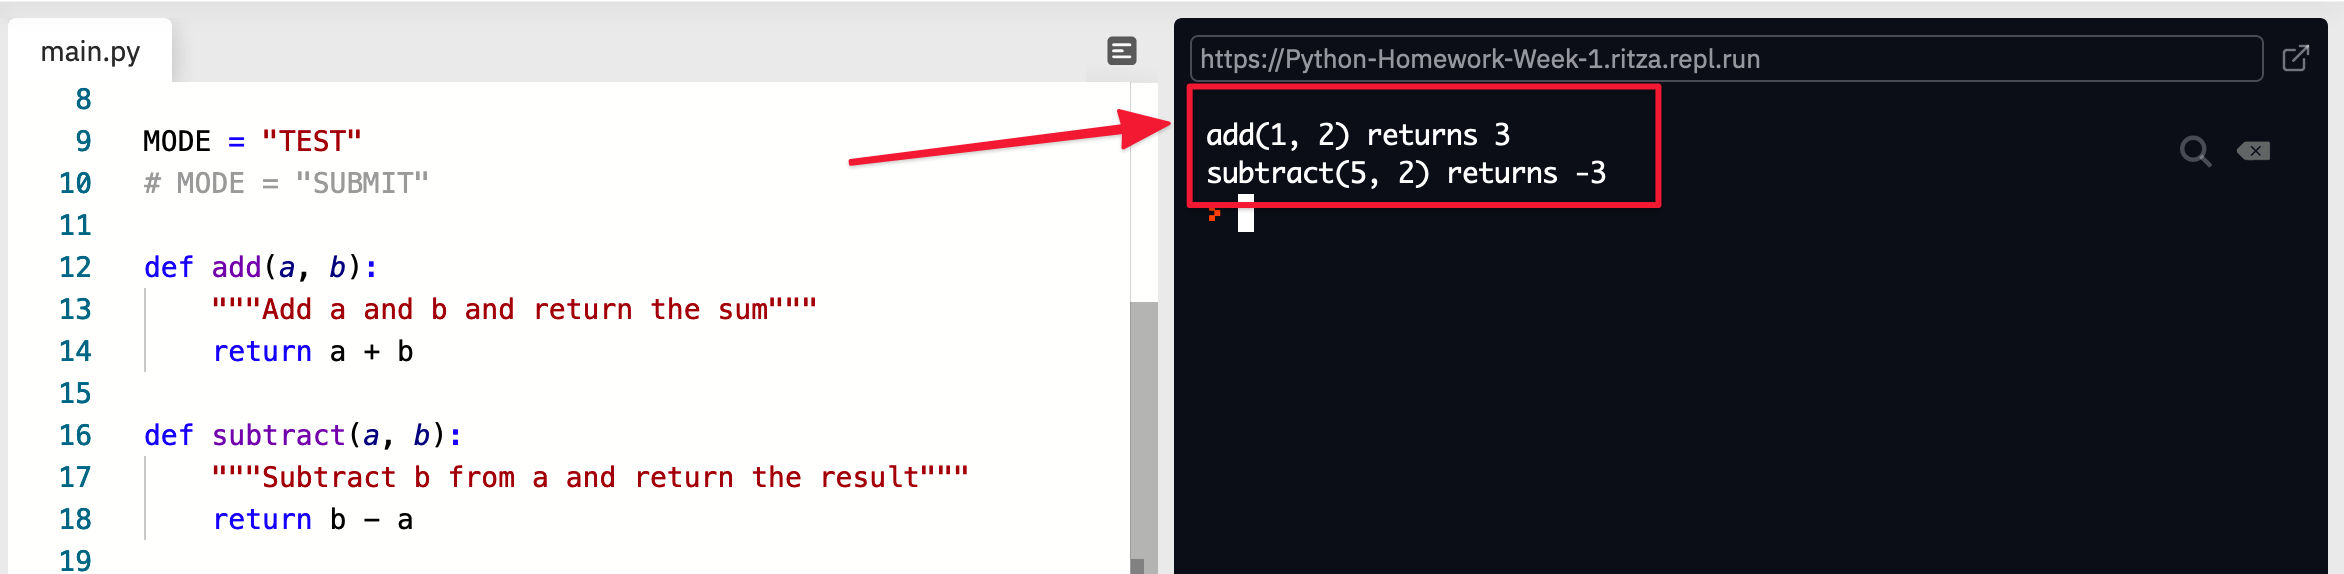 main.py
8
9 MODE = "TEST"
10 # MODE = "SUBMIT"
11
12 def add(a, b):
13     """Add a and b and return the sum"""
14     return a + b
15
16 def subtract(a, b):
17     """Subtract b from a and return the result"""
18     return b - a
19
https://Python-Homework-Week-1.ritza.repl.run
add(1, 2) returns 3
subtract(5, 2) returns -3